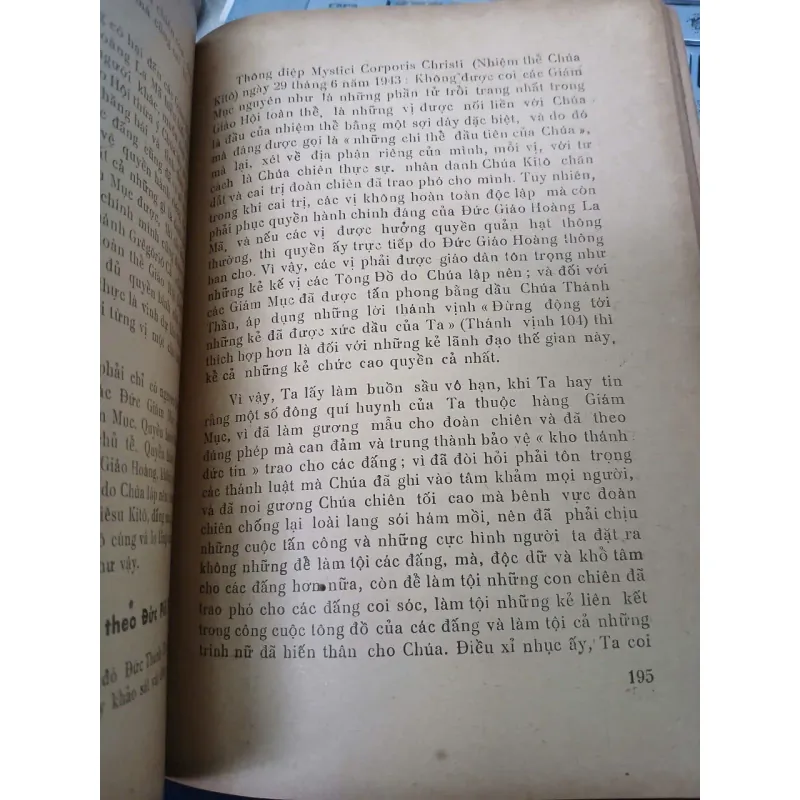 Thông điệp Mystici Corporis Christi (Nhiệm thể Chúa
Kitô) ngày 29 tháng 6 năm 1943 : Không được coi các Giám
Mục nguyên như là những phần tử trổi trang nhất trong
Giáo Hội toàn thể, là những vị được nối liền với Chúa
là đầu của nhiệm thể bằng một sợi dây đặc biệt, và do đó
mà đáng được gọi là « những chi thể đầu tiên của Chúa»,
mà lại, xét về địa phận riêng của mình, mỗi vị, với tư
cách là Chúa chiên thực sự, nhân danh Chúa Kitô chăn
dắt và cai trị đoàn chiên đã trao phó cho mình. Tuy nhiên,
trong khi cai trị, các vị không hoàn toàn độc lập mà còn
phải phục quyền hành chính đáng của Đức Giáo Hoàng La
Mã, và nếu các vị được hưởng quyền quản hạt thông
thường, thì quyền ấy trực tiếp do Đức Giáo Hoàng thông
ban cho. Vì vậy, các vị phải được giáo dân tôn trọng như
những kẻ kế vị các Tông Đồ do Chúa lập nên ; và đối với
các Giám Mục đã được tấn phong bằng dầu Chúa Thánh
Thần, áp dụng những lời thánh vịnh « Đừng động tới
những kẻ đã được xức dầu của Ta » (Thánh vịnh 104) thì
thích hợp hơn là đối với những kẻ lãnh đạo thế gian này,
kể cả những kẻ chức cao quyền cả nhất.
Vì vậy, Ta lấy làm buồn sầu vô hạn, khi Ta hay tin
rằng một số đông quí huynh của Ta thuộc hàng Giám
Mục, vì đã làm gương mẫu cho đoàn chiên và đã theo
đúng phép mà can đảm và trung thành bảo vệ « kho thánh
đức tin » trao cho các đấng ; vì đã đòi hỏi phải tôn trọng
các thánh luật mà Chúa đã ghi vào tâm khảm mọi người,
và đã noi gương Chúa chiên tối cao mà bênh vực đoàn
chiên chống lại loài lang sói hám mồi, nên đã phải chịu
những cuộc tấn công và những cực hình người ta đặt ra
không những để làm tội các đấng, mà, độc dữ và khổ tâm
cho các đấng hơn nữa, còn để làm tội những con chiên đã
trao phó cho các đấng coi sóc, làm tội những kẻ liên kết
trong công cuộc tông đồ của các đấng và làm tội cả những
trinh nữ đã hiến thân cho Chúa. Điều xỉ nhục ấy, Ta coi
195